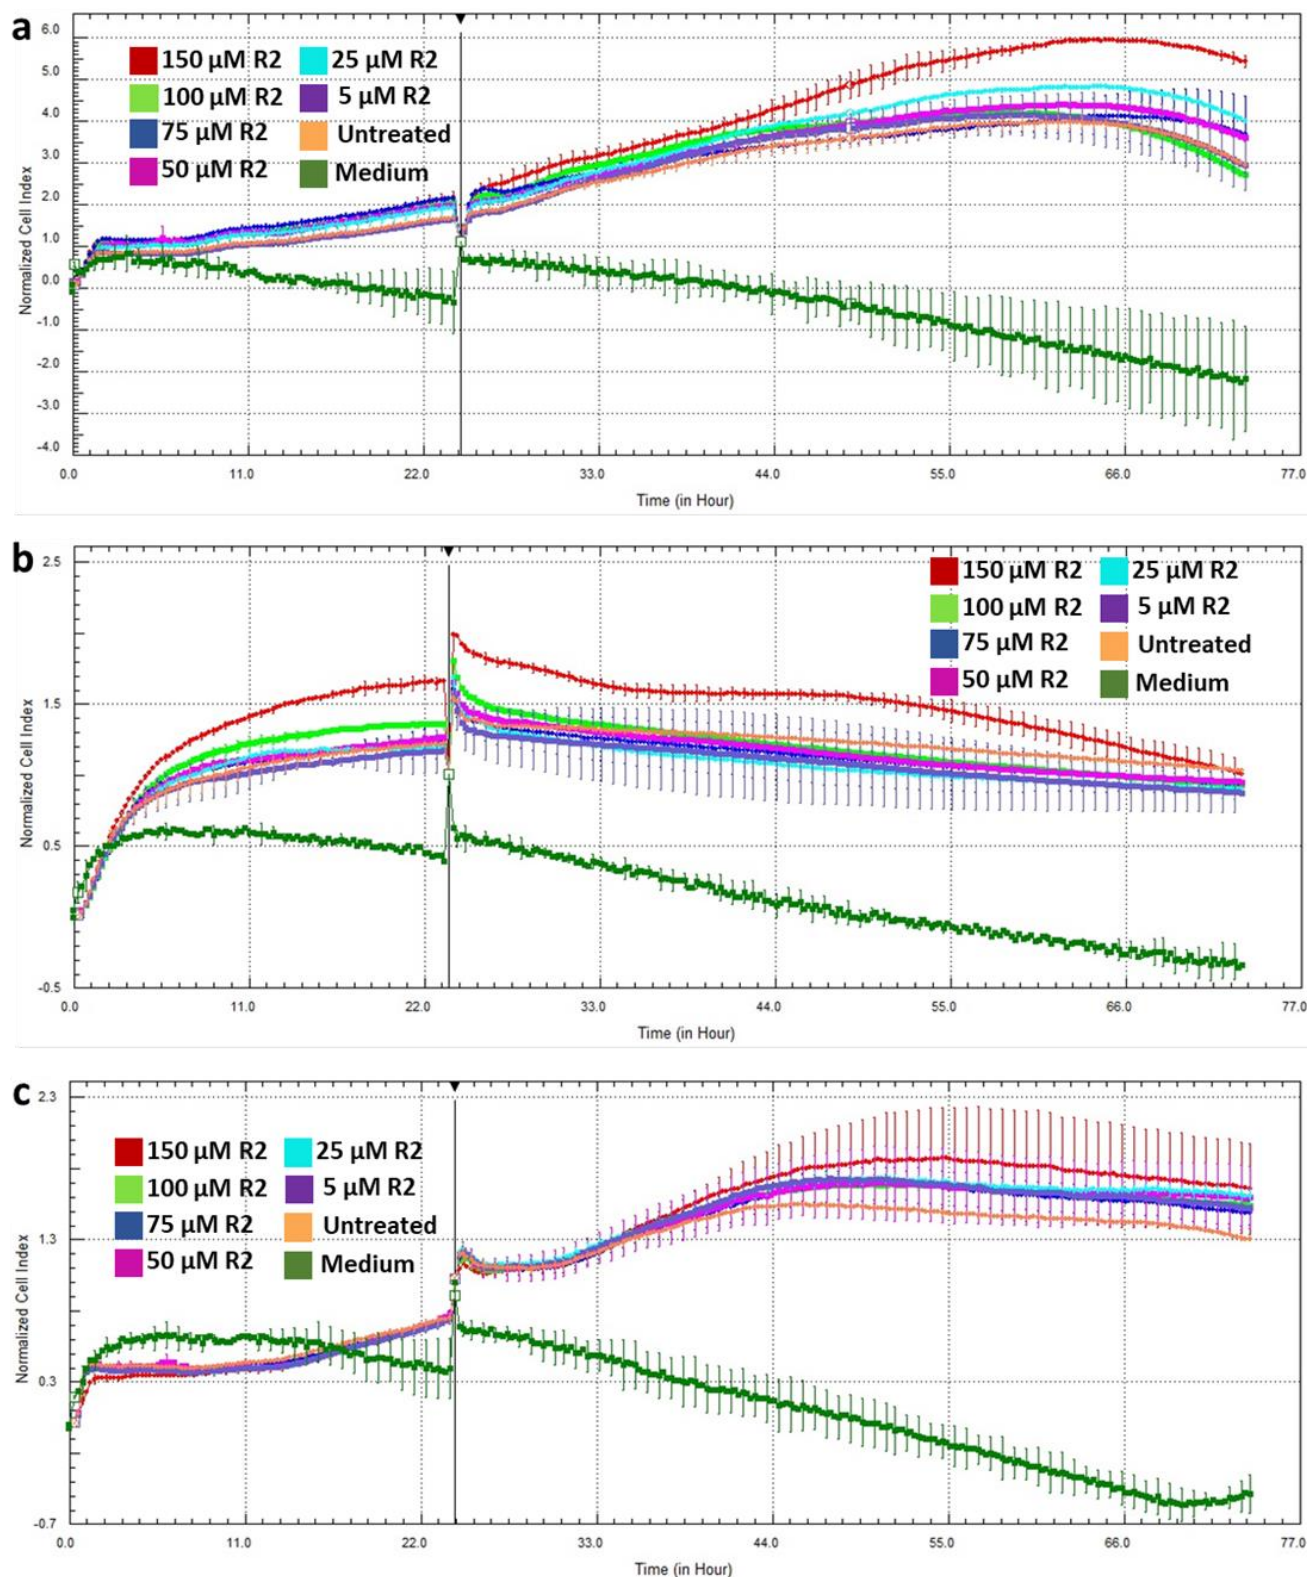 a
6.0
5.0
4.0
3.0
2.0
1.0
0.0
-1.0
-2.0
-3.0
-4.0
Normalized Cell Index
150 µM R2 25 µM R2
100 µM R2 5 µM R2
75 µM R2 Untreated
50 µM R2 Medium
0.0 11.0 22.0 33.0 44.0 55.0 66.0 77.0
Time (in Hour)
b
2.5
1.5
0.5
-0.5
Normalized Cell Index
150 µM R2 25 µM R2
100 µM R2 5 µM R2
75 µM R2 Untreated
50 µM R2 Medium
0.0 11.0 22.0 33.0 44.0 55.0 66.0 77.0
Time (in Hour)
c
2.3
1.3
0.3
-0.7
Normalized Cell Index
150 µM R2 25 µM R2
100 µM R2 5 µM R2
75 µM R2 Untreated
50 µM R2 Medium
0.0 11.0 22.0 33.0 44.0 55.0 66.0 77.0
Time (in Hour)